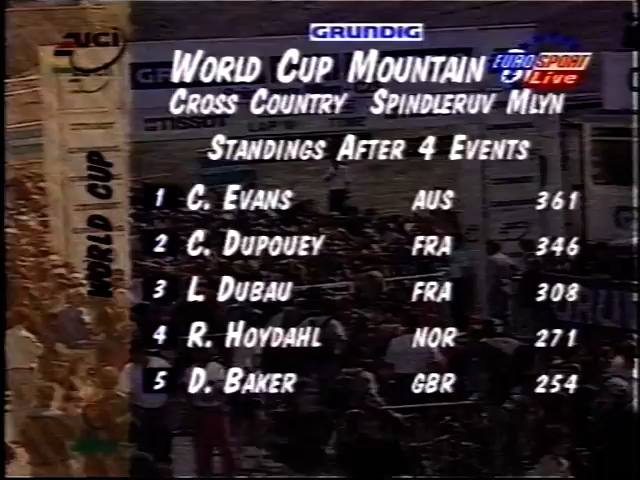 GRUNDIG
UCI
WORLD CUP MOUNTAIN
EUROSPORT
Live
CROSS COUNTRY SPINDLERUV MLYN
TISSOT
STANDINGS AFTER 4 EVENTS
WORLD CUP
1 C. EVANS AUS 361
2 C. DUPOUEY FRA 346
3 L DUBAU FRA 308
4 R. HOYDAHL NOR 271
5 D. BAKER GBR 254